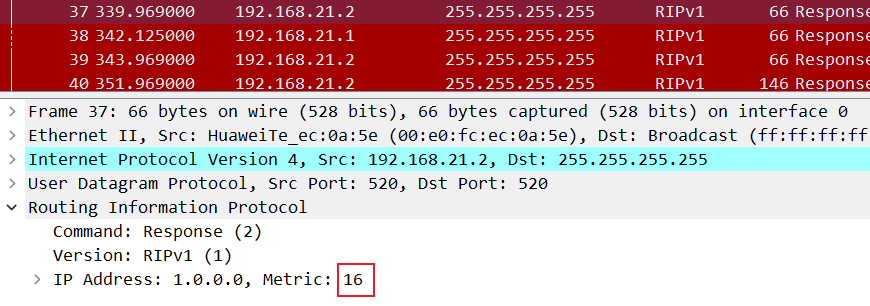 37 339.969000 192.168.21.2 255.255.255.255 RIPv1 66 Response
38 342.125000 192.168.21.1 255.255.255.255 RIPv1 66 Response
39 343.969000 192.168.21.2 255.255.255.255 RIPv1 66 Response
40 351.969000 192.168.21.2 255.255.255.255 RIPv1 146 Response
Frame 37: 66 bytes on wire (528 bits), 66 bytes captured (528 bits) on interface 0
Ethernet II, Src: HuaweiTe_ec:0a:5e (00:e0:fc:ec:0a:5e), Dst: Broadcast (ff:ff:ff:ff
Internet Protocol Version 4, Src: 192.168.21.2, Dst: 255.255.255.255
User Datagram Protocol, Src Port: 520, Dst Port: 520
Routing Information Protocol
Command: Response (2)
Version: RIPv1 (1)
IP Address: 1.0.0.0, Metric: 16